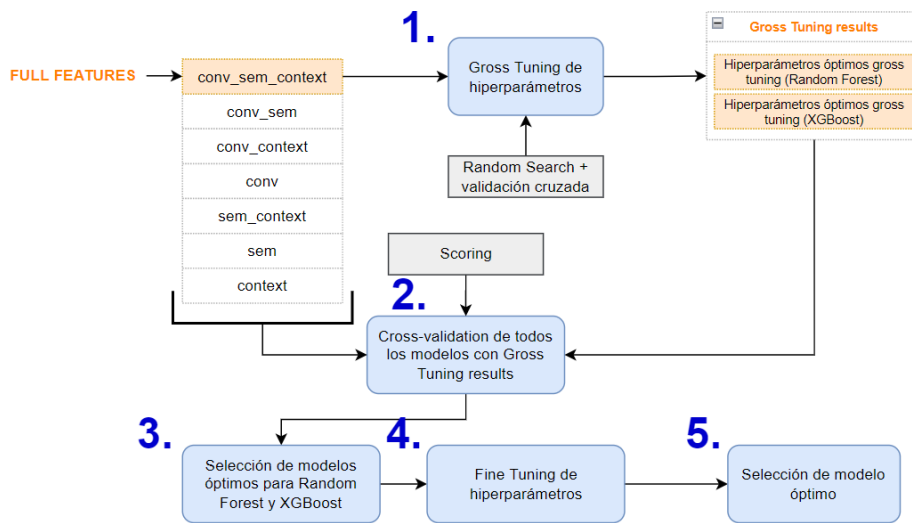 1.
Gross Tuning results
FULL FEATURES
conv_sem_context
Gross Tuning de
hiperparámetros
Hiperparámetros óptimos gross
tuning (Random Forest)
Hiperparámetros óptimos gross
tuning (XGBoost)
conv_sem
conv_context
conv
sem_context
sem
context
Random Search +
validación cruzada
Scoring
2.
Cross-validation de todos
los modelos con Gross
Tuning results
3.
Selección de modelos
óptimos para Random
Forest y XGBoost
4.
Fine Tuning de
hiperparámetros
5.
Selección de modelo
óptimo